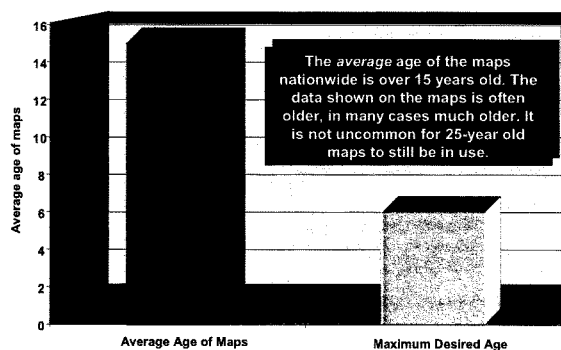 16
14
12
10
8
6
4
2
0
Average age of maps
The average age of the maps
nationwide is over 15 years old. The
data shown on the maps is often
older, in many cases much older. It
is not uncommon for 25-year old
maps to still be in use.
Average Age of Maps
Maximum Desired Age